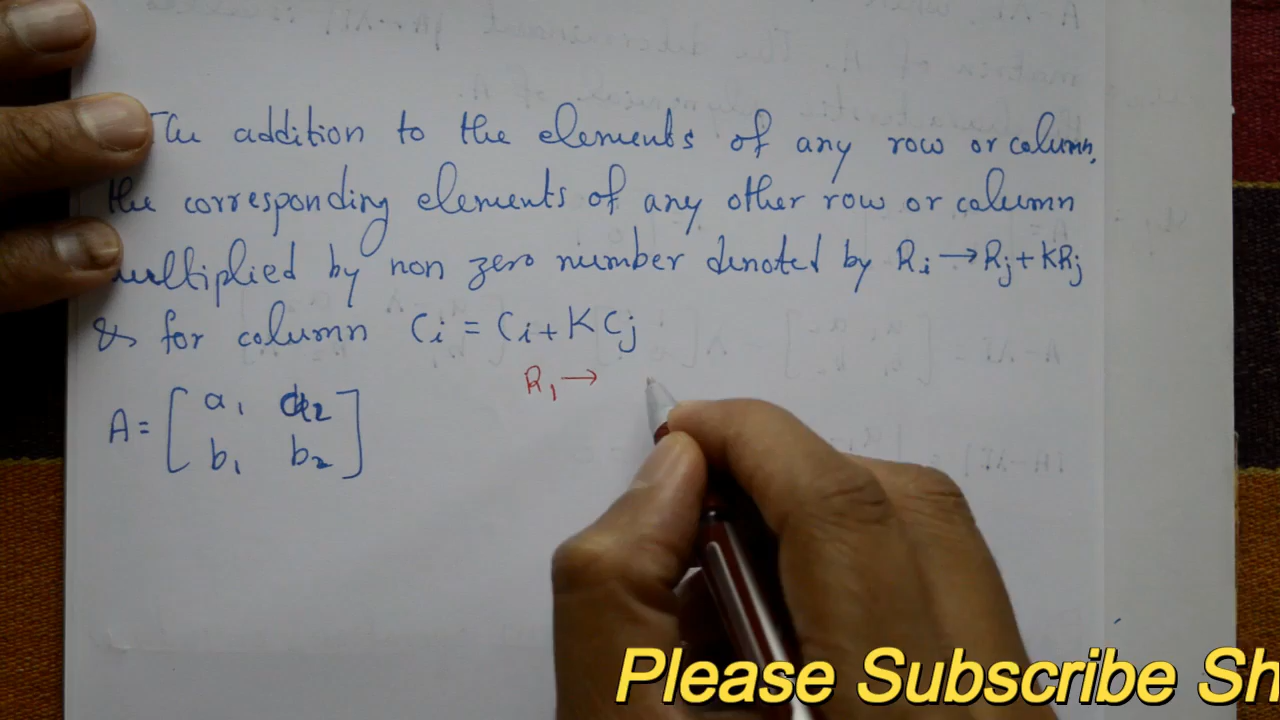 The addition to the elements of any row or column,
the corresponding elements of any other row or column
multiplied by non zero number denoted by Ri → Rj + KRj
& for column Ci = Ci + K Cj
R1 →
A = [ a1 a2
b1 b2 ]
Please Subscribe Sh